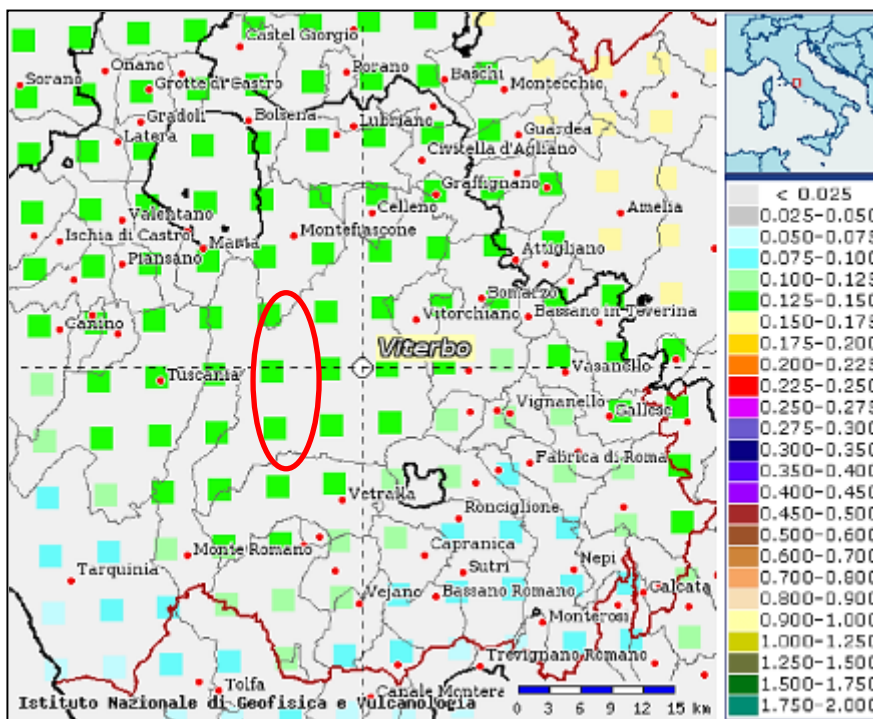 Castel Giorgio
Onano
Porano
Baschi
Sorano
Grotte di Castro
Montecchio
Gradoli
Bolsena
Lubriano
Guardea
Latera
Civitella d'Agliano
Graffignano
Valentano
Celleno
Amelia
Ischia di Castro
Marta
Montefiascone
Piansano
Attigliano
Bomarzo
Canino
Vitorchiano
Bassano in Teverina
Viterbo
Tuscania
Vasanello
Vignanello
Gallese
Fabrica di Roma
Vetralla
Ronciglione
Monte Romano
Capranica
Tarquinia
Sutri
Nepi
Vejano
Bassano Romano
Calcata
Monterosi
Trevignano Romano
Tolfa
Canale Montera
Istituto Nazionale di Geofisica e Vulcanologia
0 3 6 9 12 15 km
< 0.025
0.025-0.050
0.050-0.075
0.075-0.100
0.100-0.125
0.125-0.150
0.150-0.175
0.175-0.200
0.200-0.225
0.225-0.250
0.250-0.275
0.275-0.300
0.300-0.350
0.350-0.400
0.400-0.450
0.450-0.500
0.500-0.600
0.600-0.700
0.700-0.800
0.800-0.900
0.900-1.000
1.000-1.250
1.250-1.500
1.500-1.750
1.750-2.000